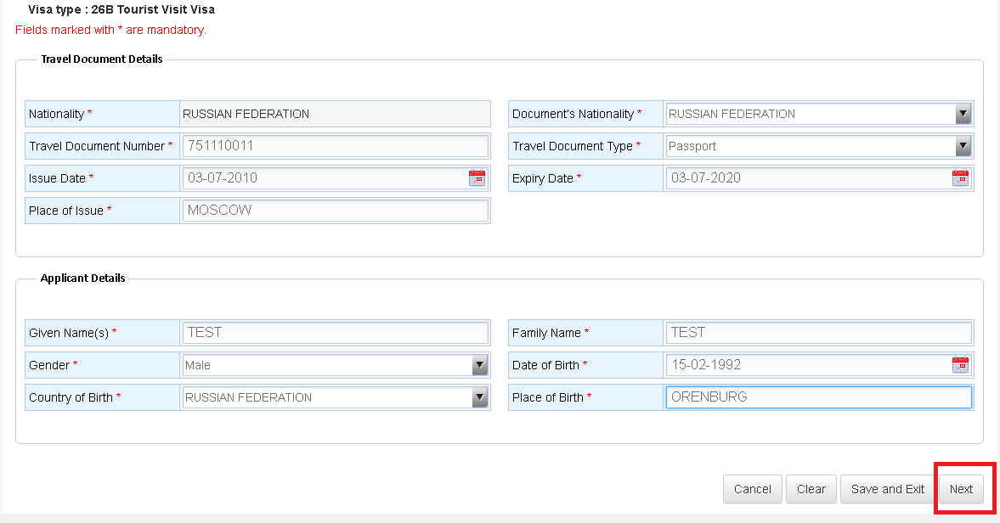 Visa type : 26B Tourist Visit Visa
Fields marked with * are mandatory.
Travel Document Details
Nationality * RUSSIAN FEDERATION Document's Nationality * RUSSIAN FEDERATION
Travel Document Number * 751110011 Travel Document Type * Passport
Issue Date * 03-07-2010 Expiry Date * 03-07-2020
Place of Issue * MOSCOW
Applicant Details
Given Name(s) * TEST Family Name * TEST
Gender * Male Date of Birth * 15-02-1992
Country of Birth * RUSSIAN FEDERATION Place of Birth * ORENBURG
Cancel Clear Save and Exit Next